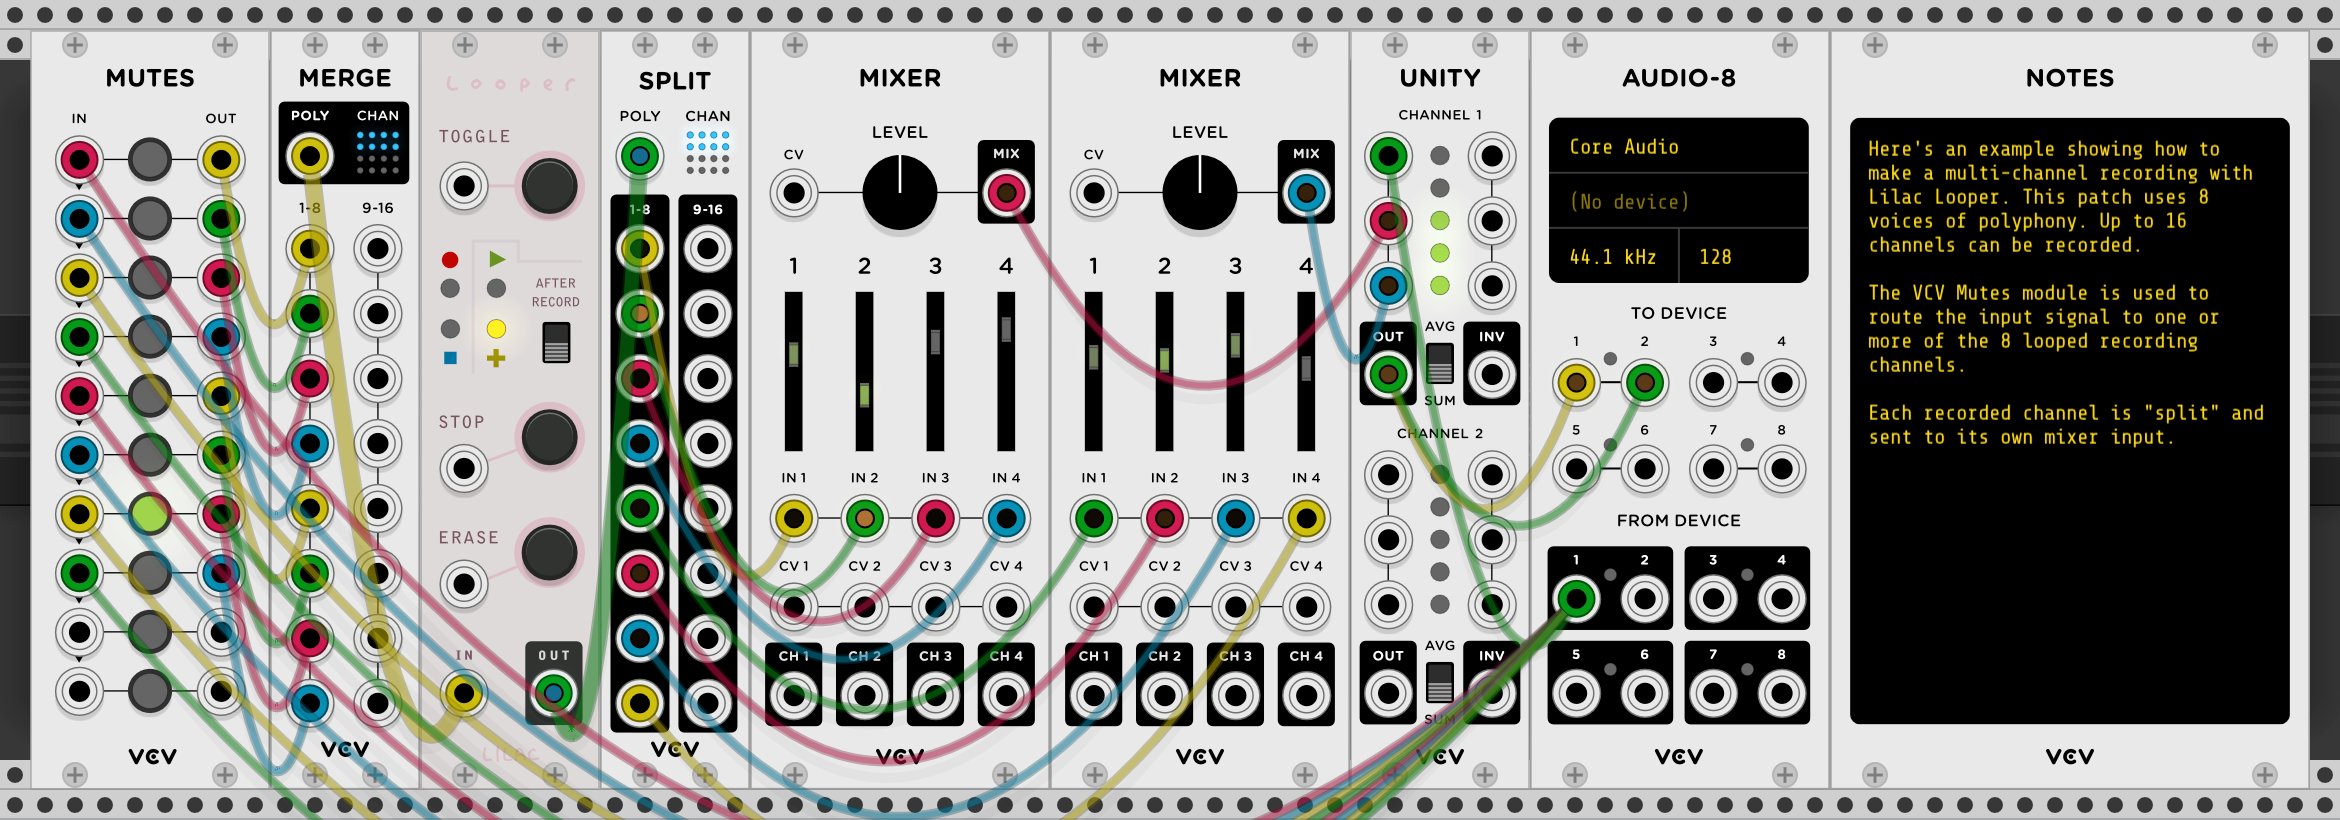 MUTES
IN OUT
VCV
MERGE
POLY CHAN
1-8 9-16
VCV
Looper
TOGGLE
AFTER
RECORD
STOP
ERASE
IN OUT
LILAC
SPLIT
POLY CHAN
1-8 9-16
VCV
MIXER
LEVEL
CV MIX
1 2 3 4
IN 1 IN 2 IN 3 IN 4
CV 1 CV 2 CV 3 CV 4
CH 1 CH 2 CH 3 CH 4
VCV
MIXER
LEVEL
CV MIX
1 2 3 4
IN 1 IN 2 IN 3 IN 4
CV 1 CV 2 CV 3 CV 4
CH 1 CH 2 CH 3 CH 4
VCV
UNITY
CHANNEL 1
OUT AVG INV
SUM
CHANNEL 2
OUT AVG INV
SUM
VCV
AUDIO-8
Core Audio
(No device)
44.1 kHz 128
TO DEVICE
1 2 3 4
5 6 7 8
FROM DEVICE
1 2 3 4
5 6 7 8
VCV
NOTES
Here's an example showing how to
make a multi-channel recording with
Lilac Looper. This patch uses 8
voices of polyphony. Up to 16
channels can be recorded.
The VCV Mutes module is used to
route the input signal to one or
more of the 8 looped recording
channels.
Each recorded channel is "split" and
sent to its own mixer input.
VCV